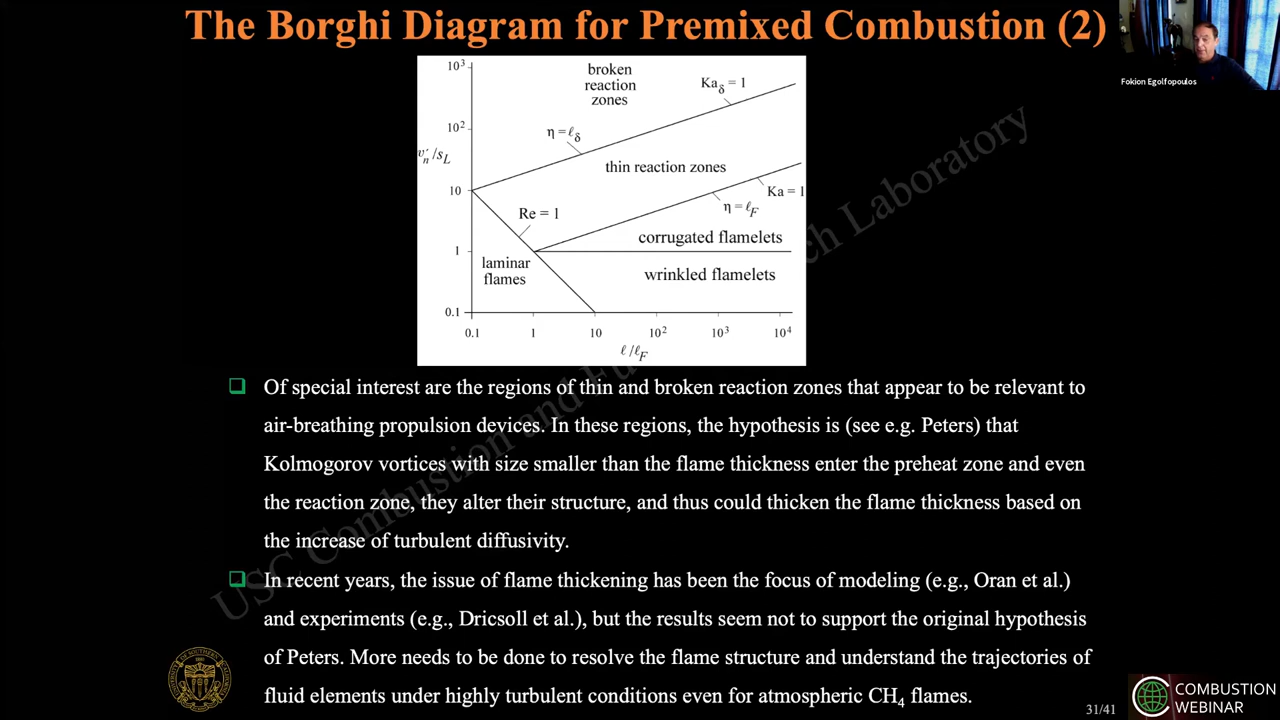 The Borghi Diagram for Premixed Combustion (2)
Fokion Egolfopoulos
10³
broken
reaction
zones
Kaδ = 1
10²
η = ℓδ
v′n/sL
thin reaction zones
10
Re = 1
Ka = 1
η = ℓF
1
corrugated flamelets
laminar
flames
wrinkled flamelets
0.1
0.1 1 10 10² 10³ 10⁴
ℓ/ℓF
Of special interest are the regions of thin and broken reaction zones that appear to be relevant to
air-breathing propulsion devices. In these regions, the hypothesis is (see e.g. Peters) that
Kolmogorov vortices with size smaller than the flame thickness enter the preheat zone and even
the reaction zone, they alter their structure, and thus could thicken the flame thickness based on
the increase of turbulent diffusivity.
In recent years, the issue of flame thickening has been the focus of modeling (e.g., Oran et al.)
and experiments (e.g., Dricsoll et al.), but the results seem not to support the original hypothesis
of Peters. More needs to be done to resolve the flame structure and understand the trajectories of
fluid elements under highly turbulent conditions even for atmospheric CH₄ flames.
USC Combustion and Fu ch Laboratory
31/41
COMBUSTION
WEBINAR